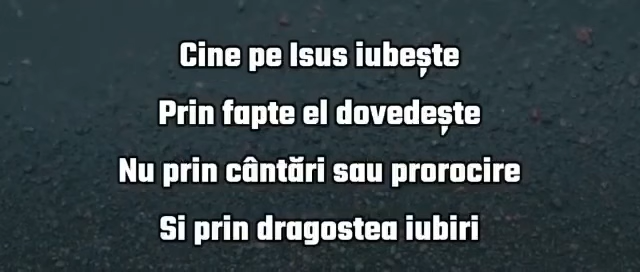 Cine pe Isus iubește
Prin fapte el dovedește
Nu prin cântări sau prorocire
Si prin dragostea iubiri